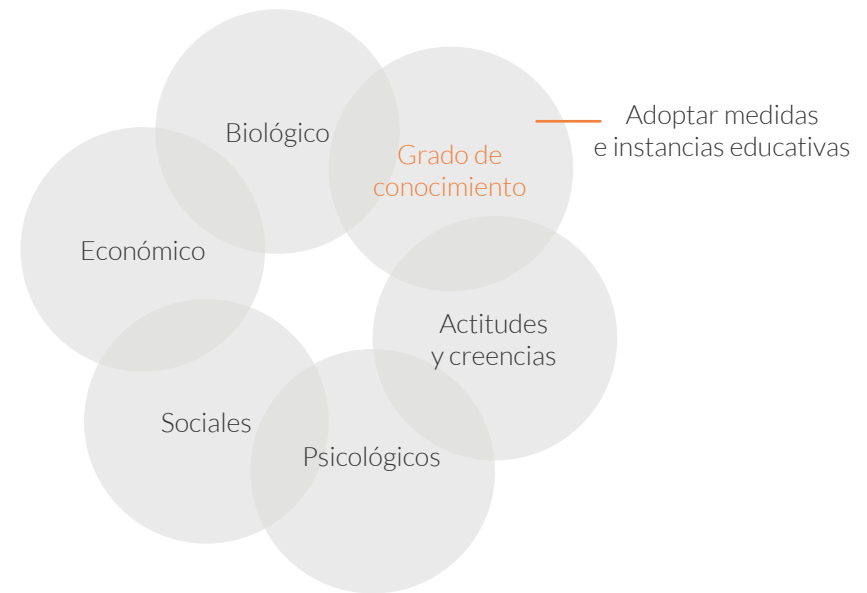 Biológico
Grado de
conocimiento
Adoptar medidas
e instancias educativas
Económico
Actitudes
y creencias
Sociales
Psicológicos